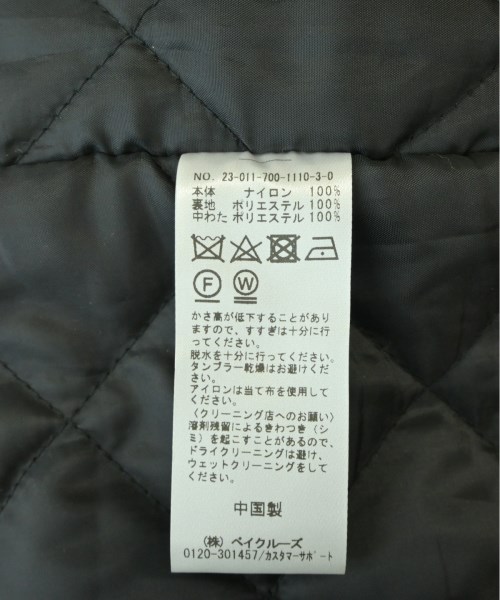 NO. 23-011-700-1110-3-0
本体 ナイロン 100%
裏地 ポリエステル 100%
中わた ポリエステル 100%
F W
かさ高が低下することがあり
ますので、すすぎは十分に行
ってください。
脱水を十分に行ってください。
タンブラー乾燥はお避けくだ
さい。
アイロンは当て布を使用して
ください。
〈クリーニング店へのお願い〉
溶剤残留によるきわつき(シ
ミ)を起こすことがあるので、
ドライクリーニングは避け、
ウェットクリーニングをして
ください。
中国製
(株) ベイクルーズ
0120-301457/カスタマーサポート